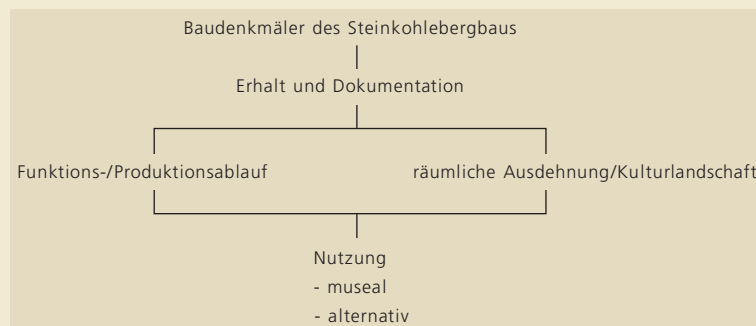 Baudenkmäler des Steinkohlebergbaus
Erhalt und Dokumentation
Funktions-/Produktionsablauf
räumliche Ausdehnung/Kulturlandschaft
Nutzung
- museal
- alternativ